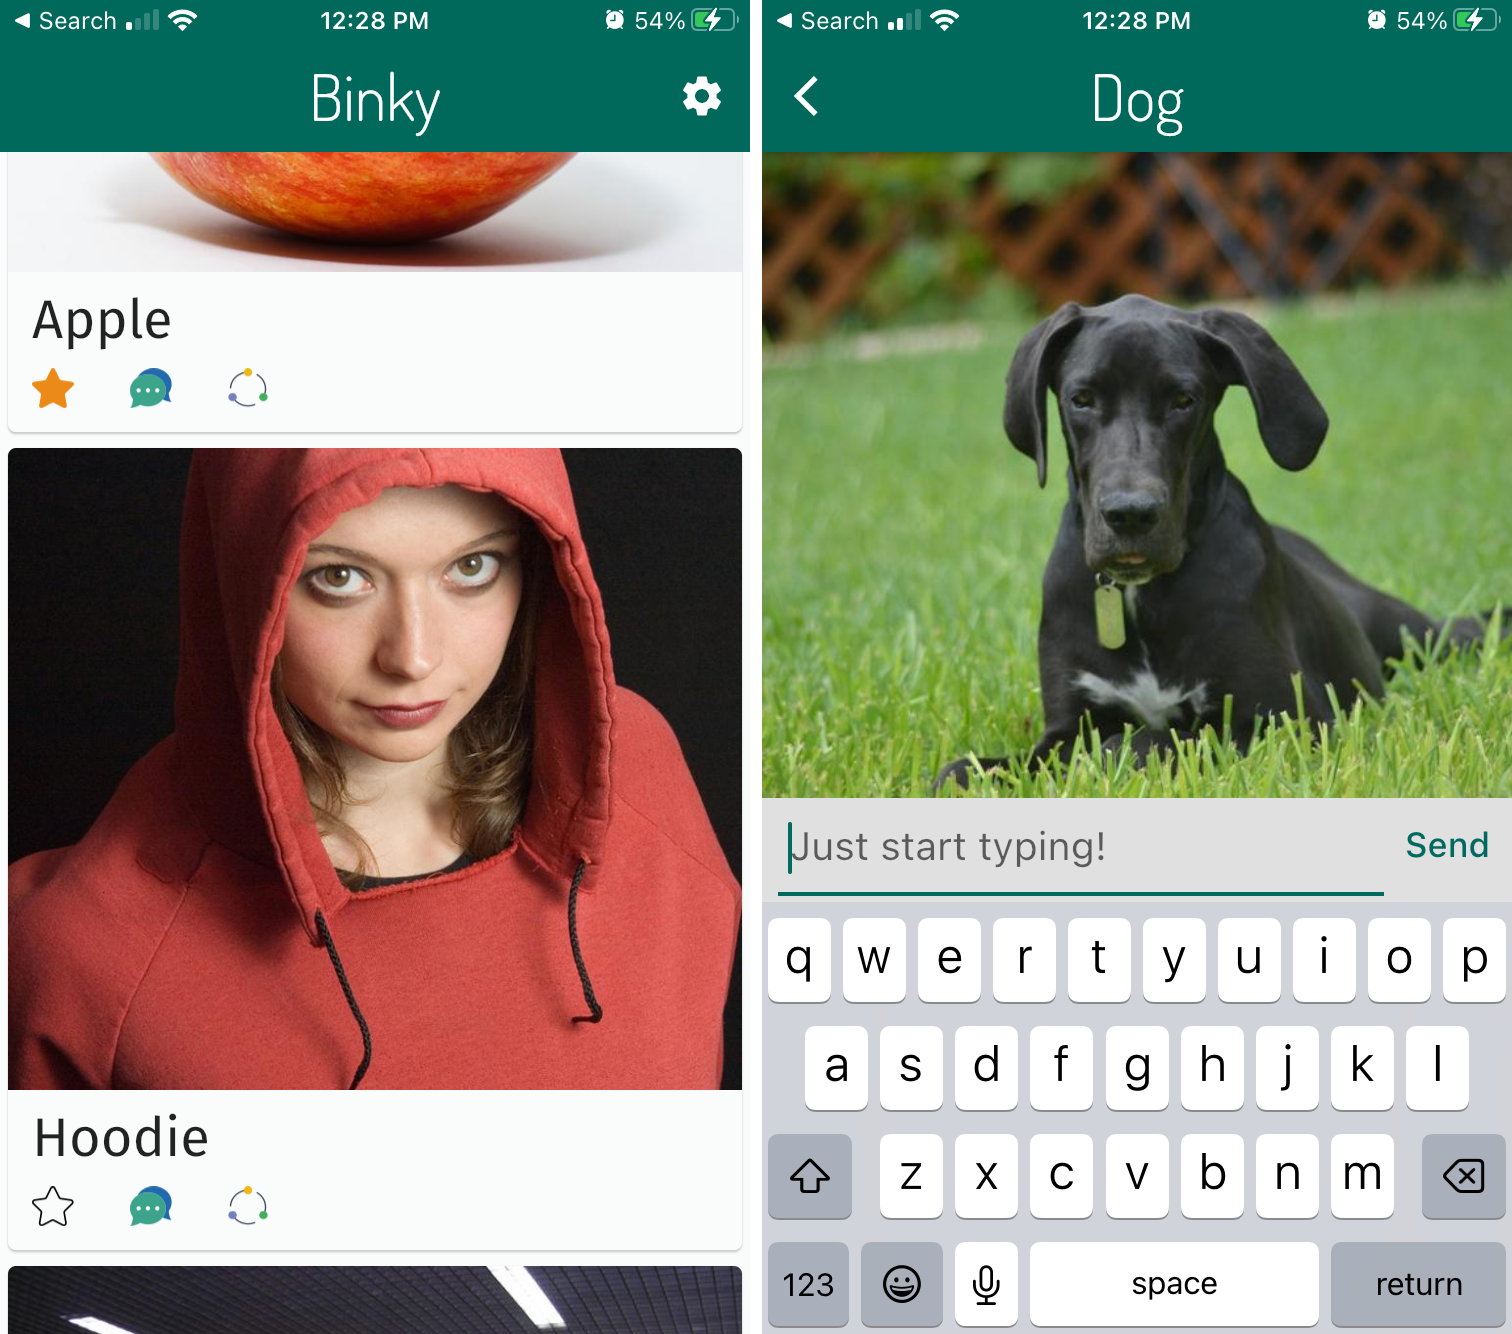 Search
12:28 PM
54%
Binky
Apple
Hoodie
Search
12:28 PM
54%
Dog
Just start typing!
Send
q w e r t y u i o p
a s d f g h j k l
z x c v b n m
123
space
return